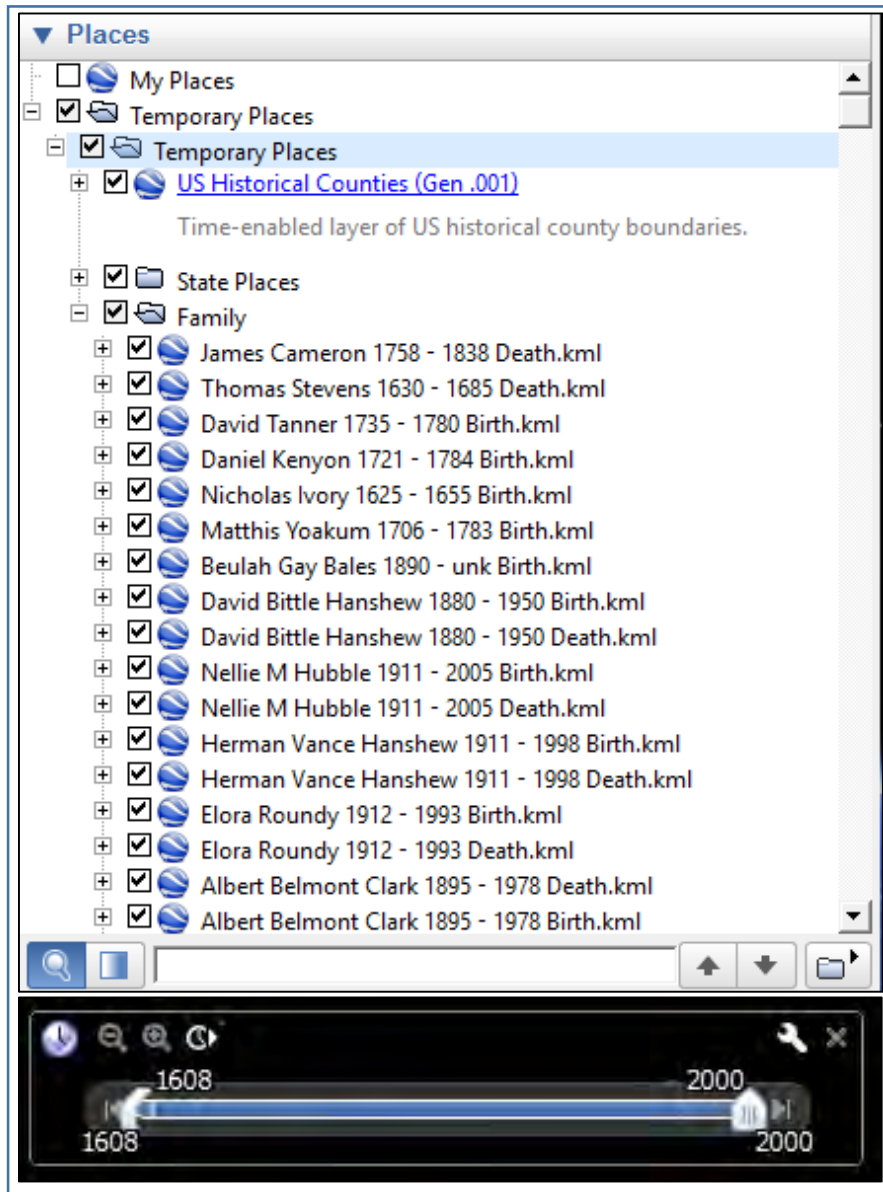 Places
My Places
Temporary Places
Temporary Places
US Historical Counties (Gen .001)
Time-enabled layer of US historical county boundaries.
State Places
Family
James Cameron 1758 - 1838 Death.kml
Thomas Stevens 1630 - 1685 Death.kml
David Tanner 1735 - 1780 Birth.kml
Daniel Kenyon 1721 - 1784 Birth.kml
Nicholas Ivory 1625 - 1655 Birth.kml
Matthis Yoakum 1706 - 1783 Birth.kml
Beulah Gay Bales 1890 - unk Birth.kml
David Bittle Hanshew 1880 - 1950 Birth.kml
David Bittle Hanshew 1880 - 1950 Death.kml
Nellie M Hubble 1911 - 2005 Birth.kml
Nellie M Hubble 1911 - 2005 Death.kml
Herman Vance Hanshew 1911 - 1998 Birth.kml
Herman Vance Hanshew 1911 - 1998 Death.kml
Elora Roundy 1912 - 1993 Birth.kml
Elora Roundy 1912 - 1993 Death.kml
Albert Belmont Clark 1895 - 1978 Death.kml
Albert Belmont Clark 1895 - 1978 Birth.kml
1608 2000
1608 2000